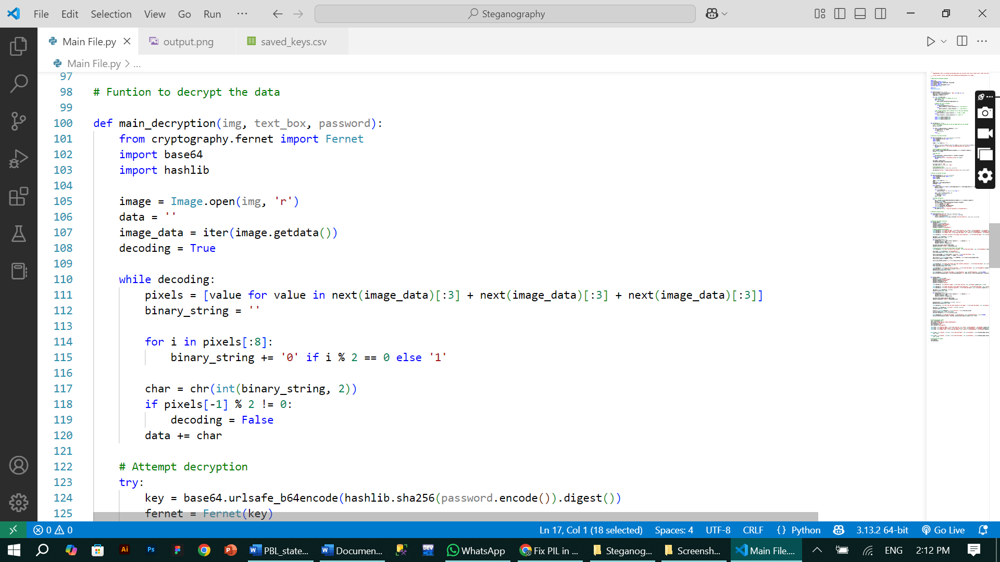 File Edit Selection View Go Run ··· Steganography
Main File.py output.png saved_keys.csv
Main File.py > ...
97
98 # Funtion to decrypt the data
99
100 def main_decryption(img, text_box, password):
101 from cryptography.fernet import Fernet
102 import base64
103 import hashlib
104
105 image = Image.open(img, 'r')
106 data = ''
107 image_data = iter(image.getdata())
108 decoding = True
109
110 while decoding:
111 pixels = [value for value in next(image_data)[:3] + next(image_data)[:3] + next(image_data)[:3]]
112 binary_string = ''
113
114 for i in pixels[:8]:
115 binary_string += '0' if i % 2 == 0 else '1'
116
117 char = chr(int(binary_string, 2))
118 if pixels[-1] % 2 != 0:
119 decoding = False
120 data += char
121
122 # Attempt decryption
123 try:
124 key = base64.urlsafe_b64encode(hashlib.sha256(password.encode()).digest())
125 fernet = Fernet(key)
0 0 Ln 17, Col 1 (18 selected) Spaces: 4 UTF-8 CRLF {} Python 3.13.2 64-bit Go Live
Ai Ps P W PBL_state... W Documen... DEV WhatsApp Fix PIL in ... Steganog... Screensh... Main File.... ENG 2:12 PM